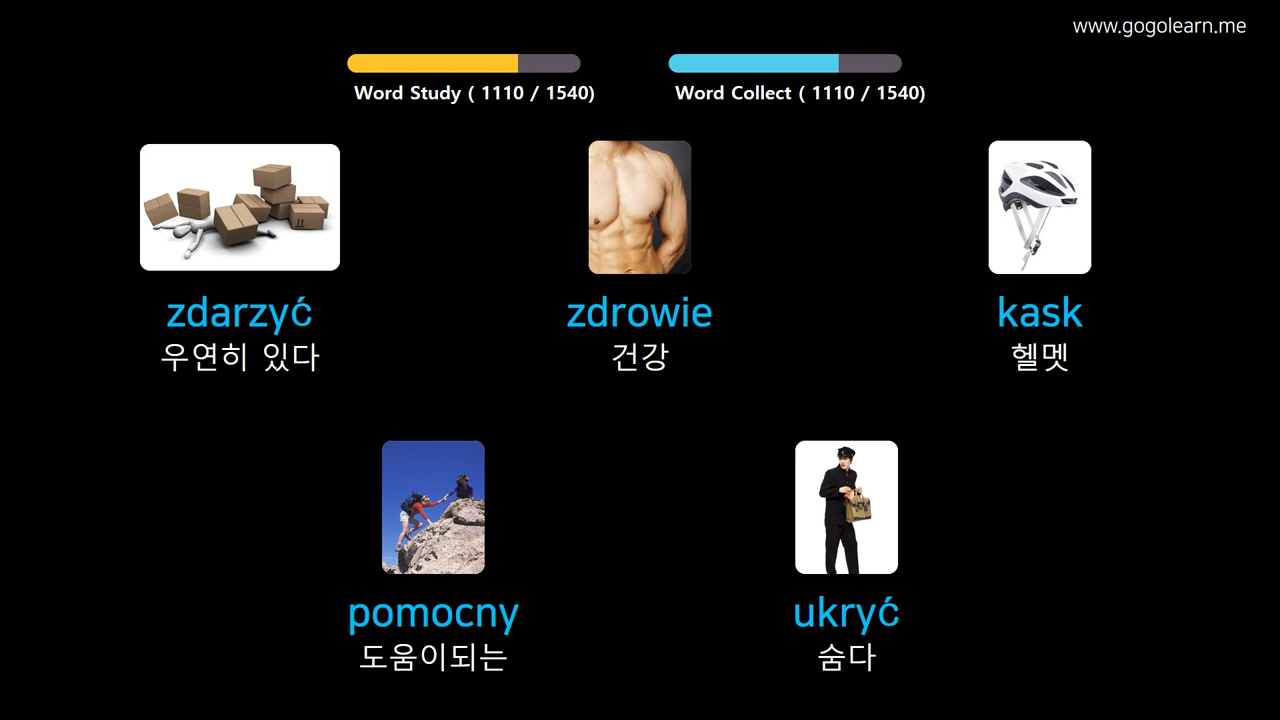 www.gogolearn.me
Word Study ( 1110 / 1540)
Word Collect ( 1110 / 1540)
zdarzyć
우연히 있다
zdrowie
건강
kask
헬멧
pomocny
도움이되는
ukryć
숨다